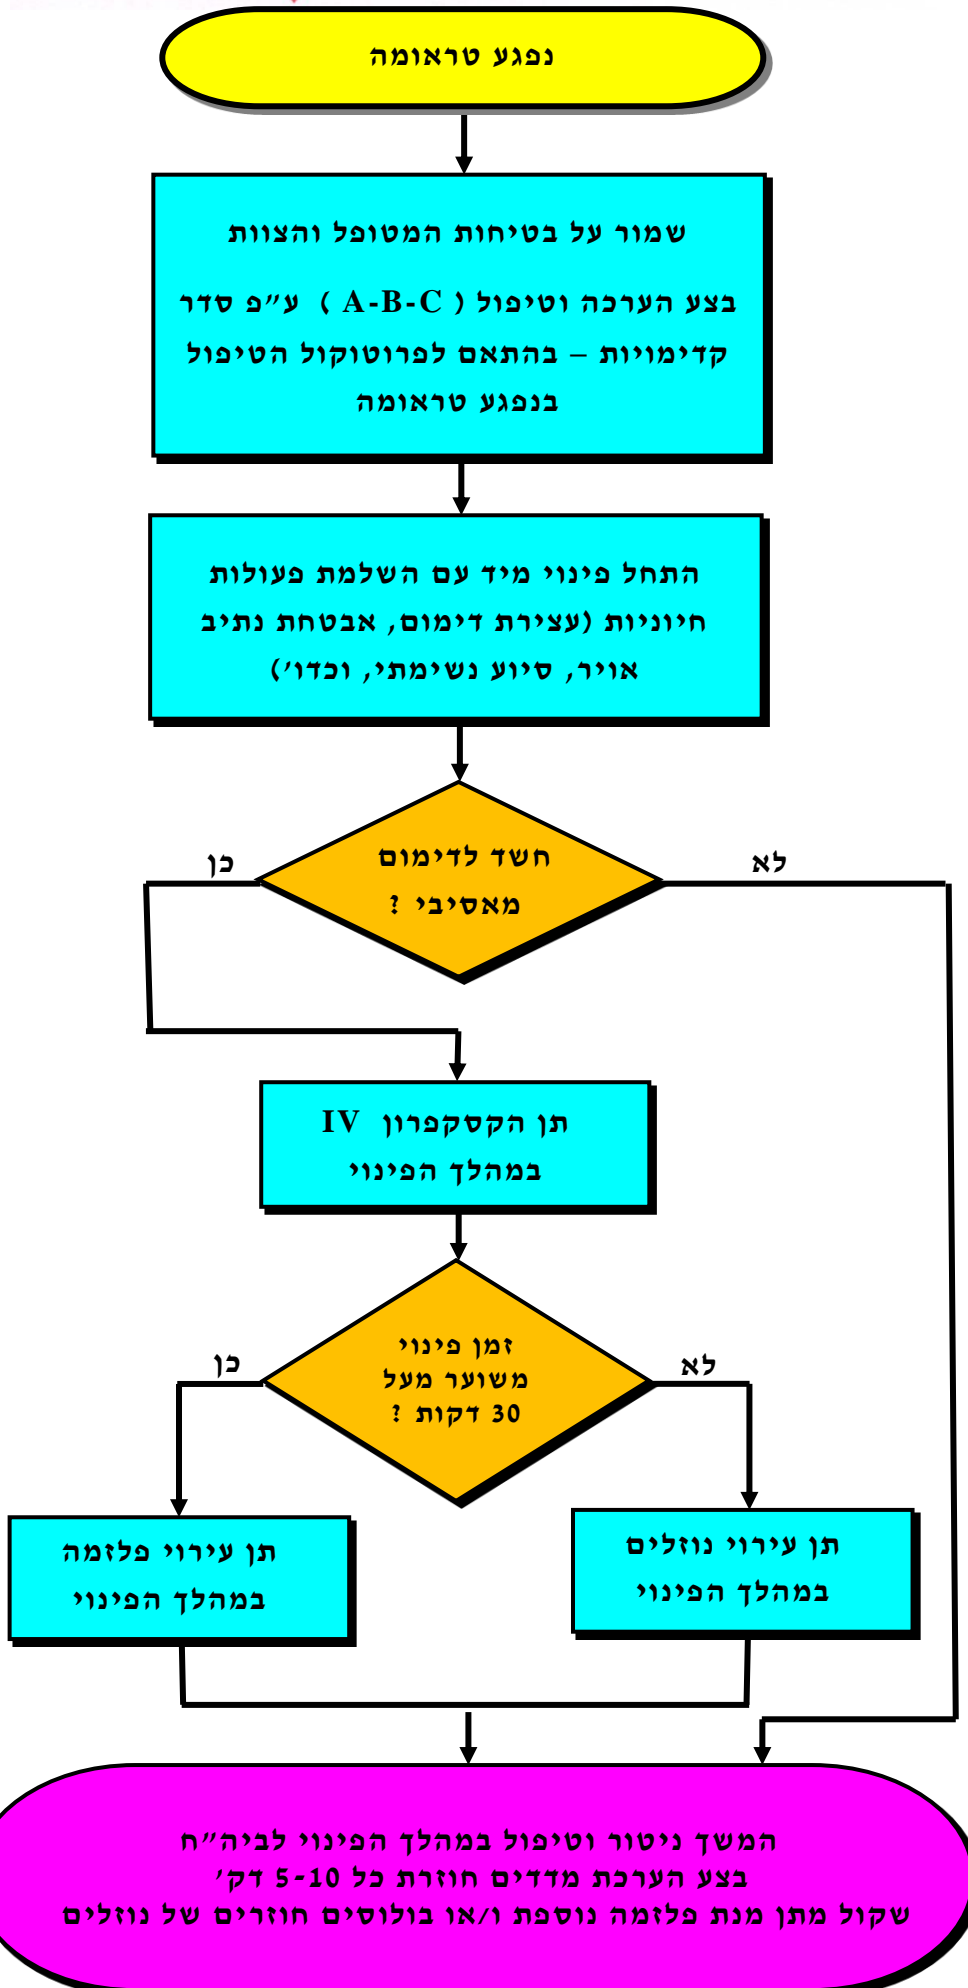 נפגע טראומה
שמור על בטיחות המטופל והצוות
בצע הערכה וטיפול ( A-B-C ) ע״פ סדר
קדימויות – בהתאם לפרוטוקול הטיפול
בנפגע טראומה
התחל פינוי מיד עם השלמת פעולות
חיוניות (עצירת דימום, אבטחת נתיב
אויר, סיוע נשימתי, וכדו׳)
חשד לדימום
מאסיבי ?
כן
לא
תן הקסקפרון IV
במהלך הפינוי
זמן פינוי
משוער מעל
30 דקות ?
כן
לא
תן עירוי נוזלים
במהלך הפינוי
תן עירוי פלזמה
במהלך הפינוי
המשך ניטור וטיפול במהלך הפינוי לביה״ח
בצע הערכת מדדים חוזרת כל 5-10 דק׳
שקול מתן מנת פלזמה נוספת ו/או בולוסים חוזרים של נוזלים